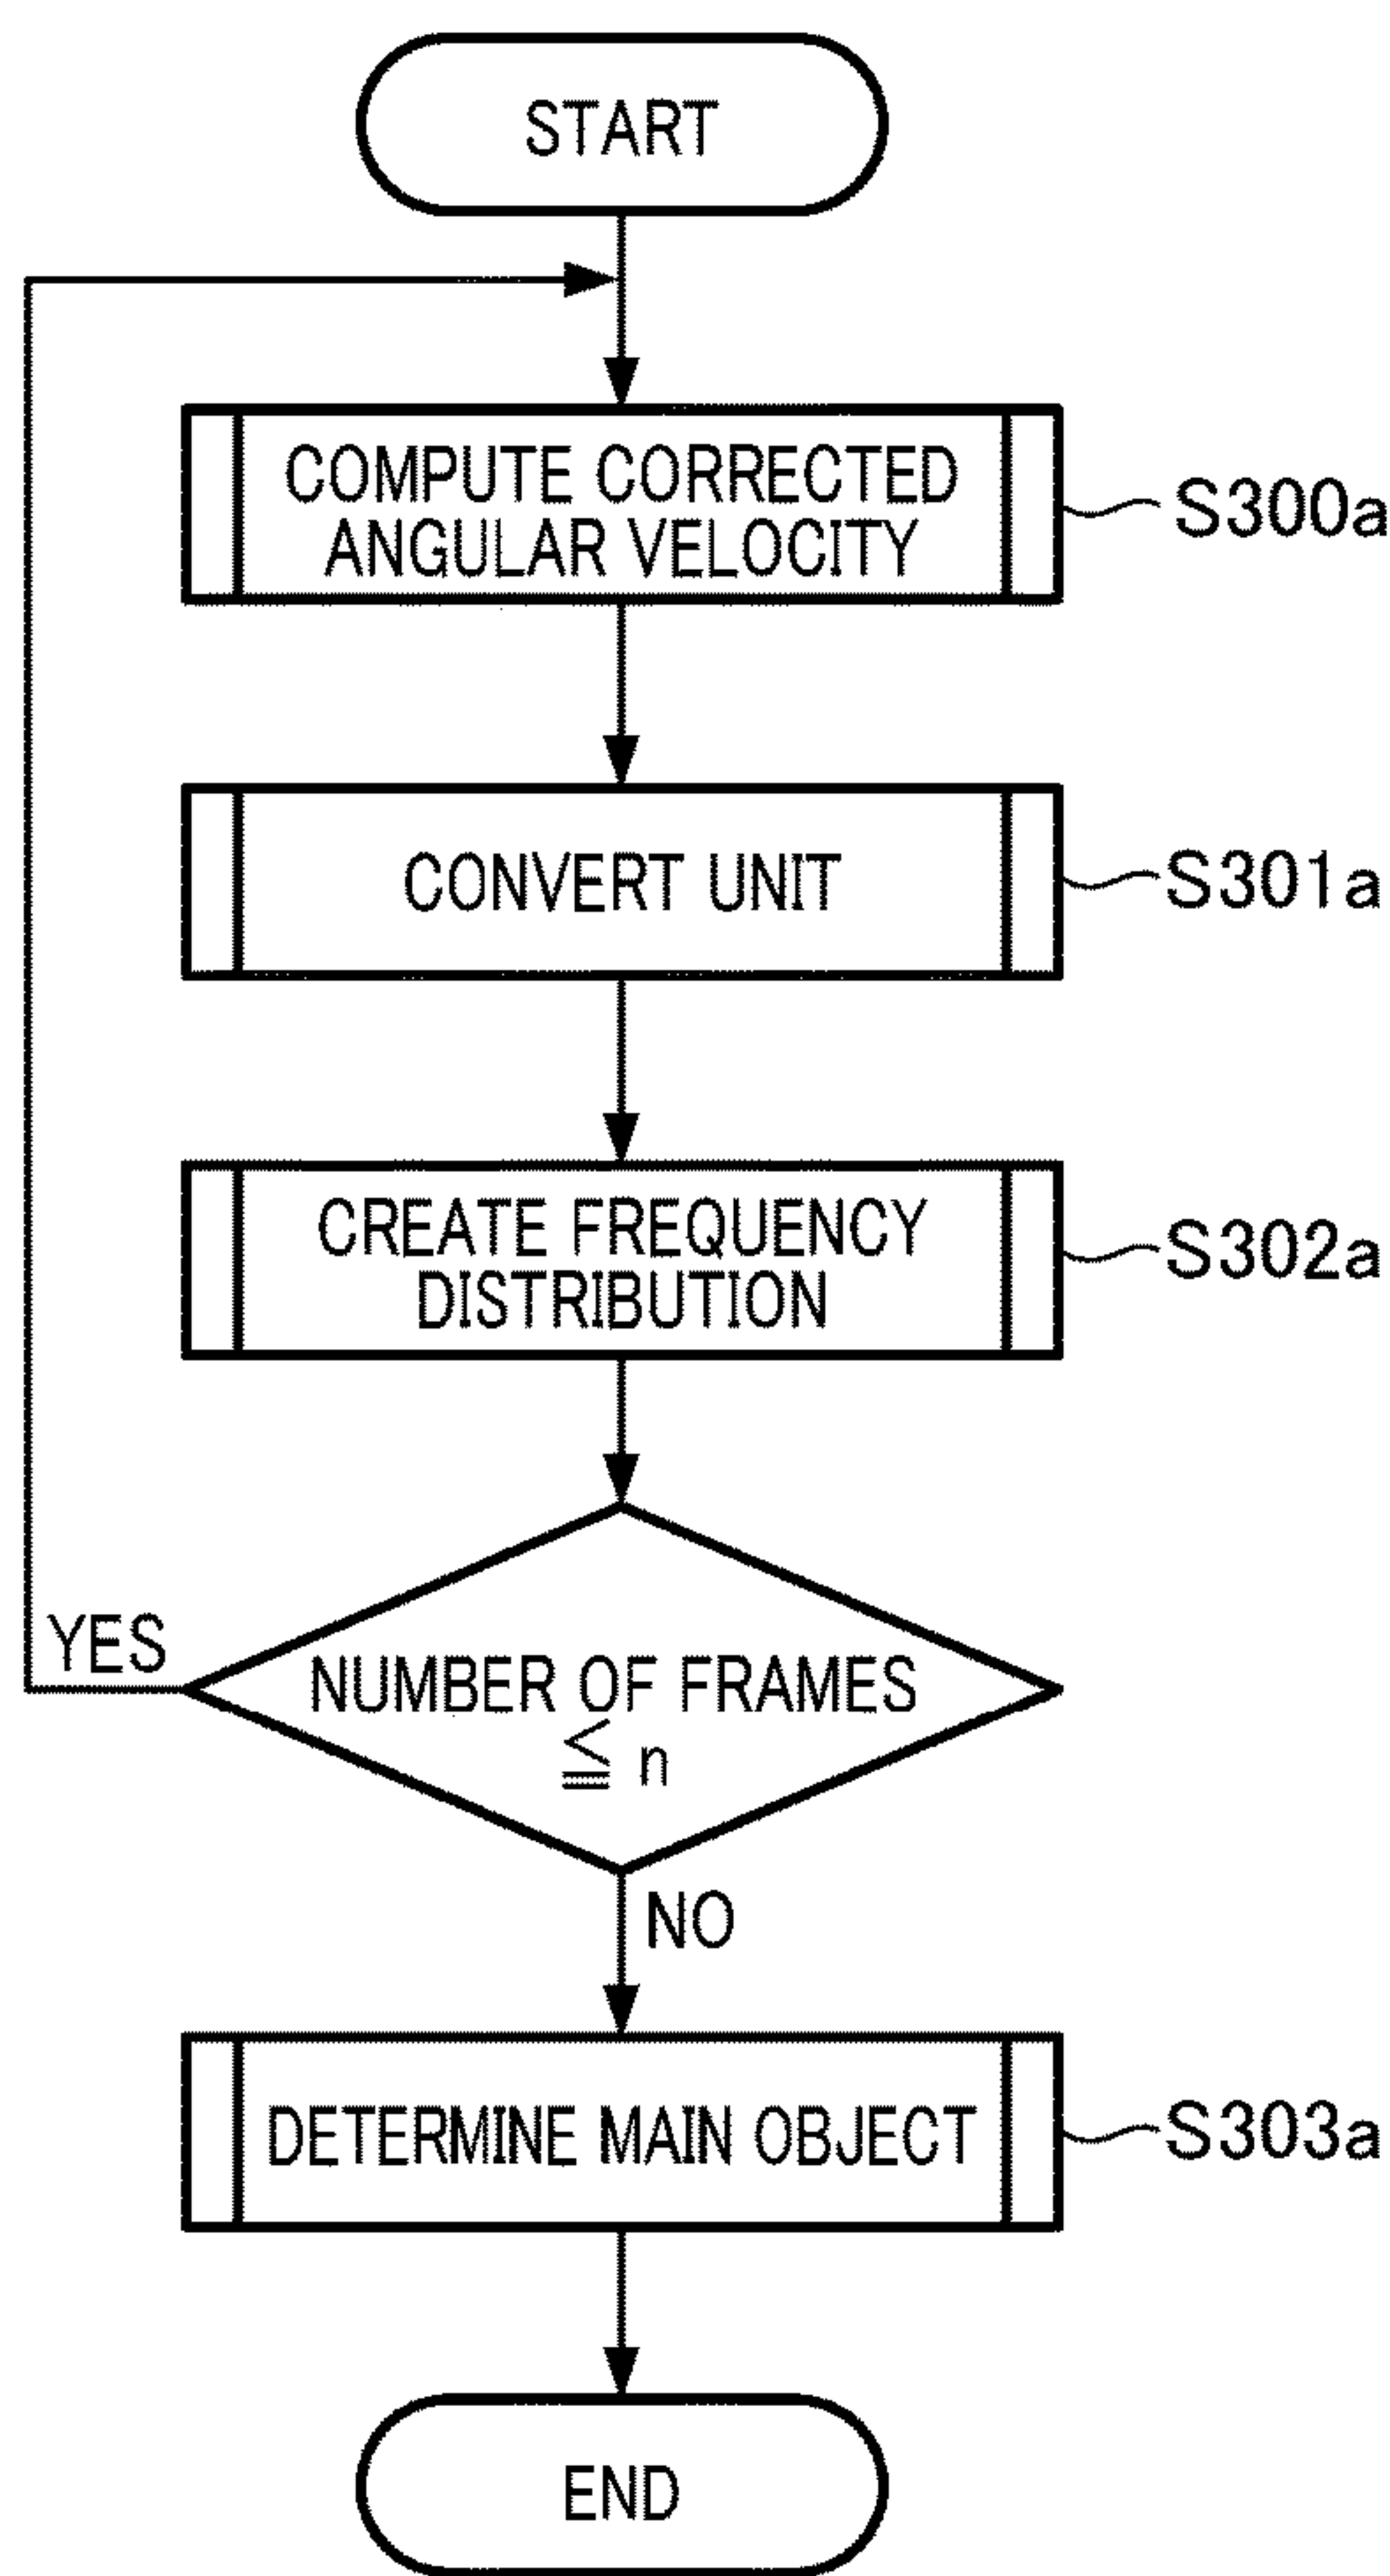 START
COMPUTE CORRECTED
ANGULAR VELOCITY
S300a
CONVERT UNIT
S301a
CREATE FREQUENCY
DISTRIBUTION
S302a
YES
NUMBER OF FRAMES
≦ n
NO
DETERMINE MAIN OBJECT
S303a
END